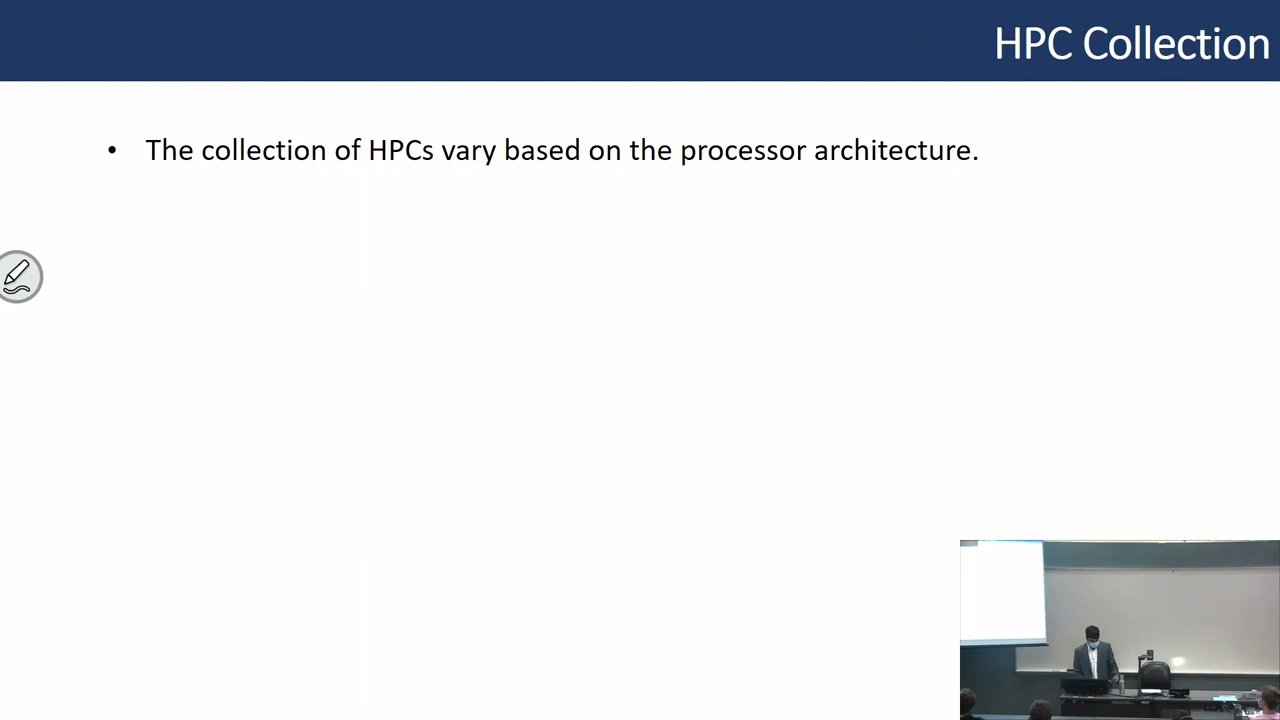 HPC Collection
• The collection of HPCs vary based on the processor architecture.